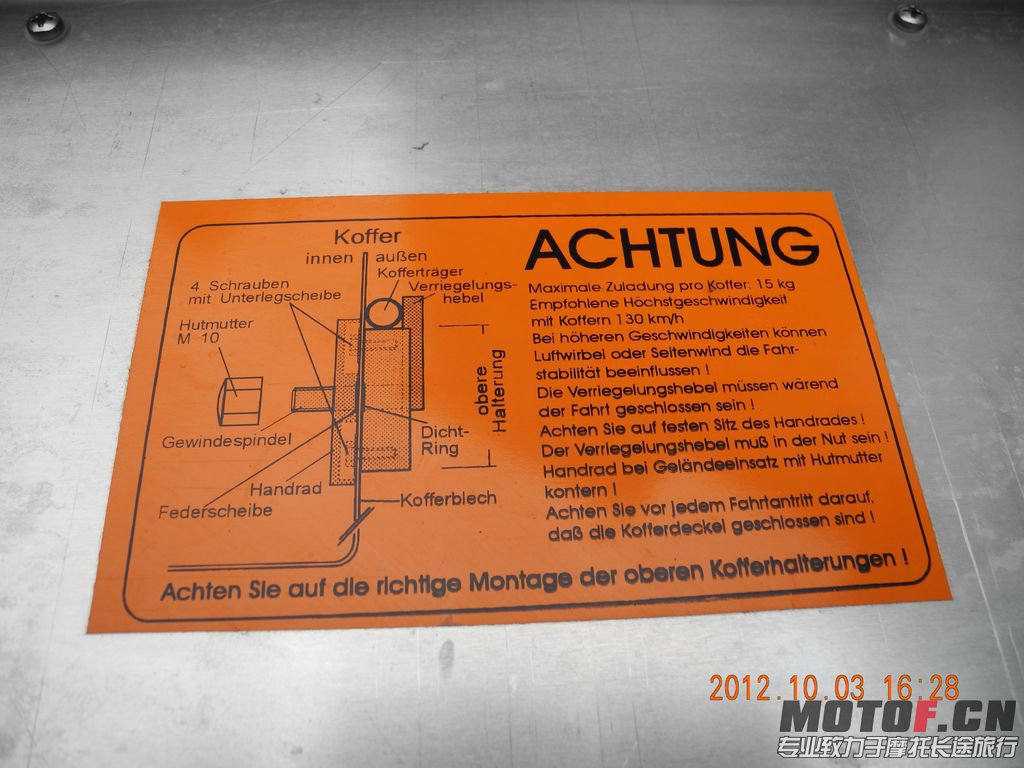 Koffer
innen außen
Kofferträger
Verriegelungs-
hebel
4 Schrauben
mit Unterlegscheibe
Hutmutter
M 10
obere
Halterung
Gewindespindel
Dicht-
Ring
Handrad
Kofferblech
Federscheibe
ACHTUNG
Maximale Zuladung pro Koffer: 15 kg
Empfohlene Höchstgeschwindigkeit
mit Koffern 130 km/h
Bei höheren Geschwindigkeiten können
Luftwirbel oder Seitenwind die Fahr-
stabilität beeinflussen !
Die Verriegelungshebel müssen wärend
der Fahrt geschlossen sein !
Achten Sie auf festen Sitz des Handrades !
Der Verriegelungshebel muß in der Nut sein !
Handrad bei Geländeeinsatz mit Hutmutter
kontern !
Achten Sie vor jedem Fahrtantritt darauf,
daß die Kofferdeckel geschlossen sind !
Achten Sie auf die richtige Montage der oberen Kofferhalterungen !
2012.10.03 16:28
MOTOF.CN
专业致力于摩托长途旅行